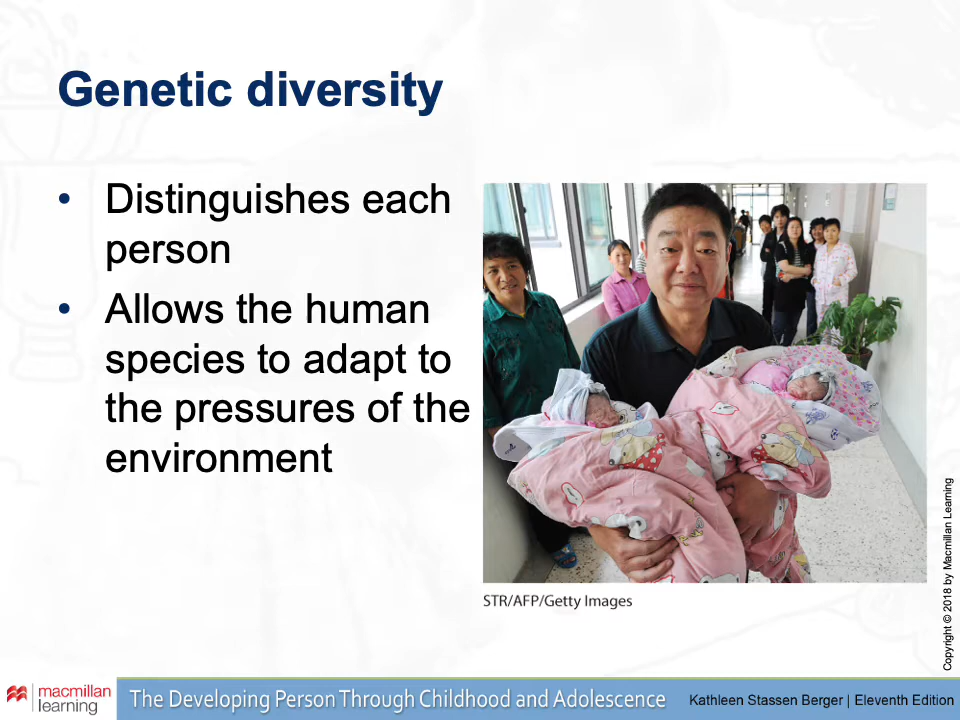 Genetic diversity
• Distinguishes each
person
• Allows the human
species to adapt to
the pressures of the
environment
STR/AFP/Getty Images
Copyright © 2018 by Macmillan Learning
macmillan
learning
The Developing Person Through Childhood and Adolescence
Kathleen Stassen Berger | Eleventh Edition